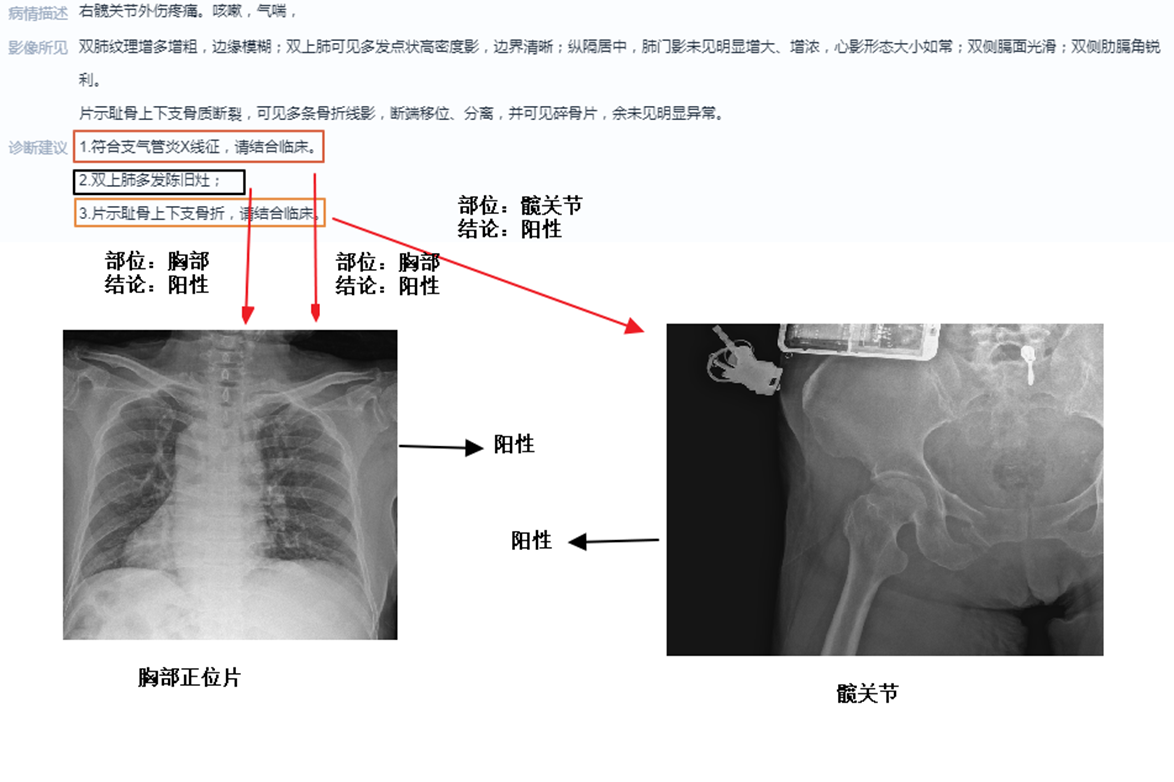 病情描述 右髋关节外伤疼痛。咳嗽，气喘，
影像所见 双肺纹理增多增粗，边缘模糊；双上肺可见多发点状高密度影，边界清晰；纵隔居中，肺门影未见明显增大、增浓，心影形态大小如常；双侧膈面光滑；双侧肋膈角锐
利。
片示耻骨上下支骨质断裂，可见多条骨折线影，断端移位、分离，并可见碎骨片，余未见明显异常。
诊断建议 1.符合支气管炎X线征，请结合临床。
2.双上肺多发陈旧灶；
3.片示耻骨上下支骨折，请结合临床。
部位：髋关节
结论：阳性
部位：胸部
结论：阳性
部位：胸部
结论：阳性
阳性
阳性
胸部正位片
髋关节